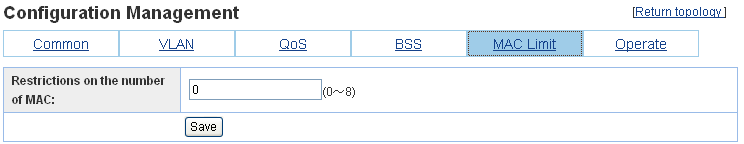 Configuration Management [Return topology]
Common VLAN QoS BSS MAC Limit Operate
Restrictions on the number
of MAC:
0 (0～8)
Save